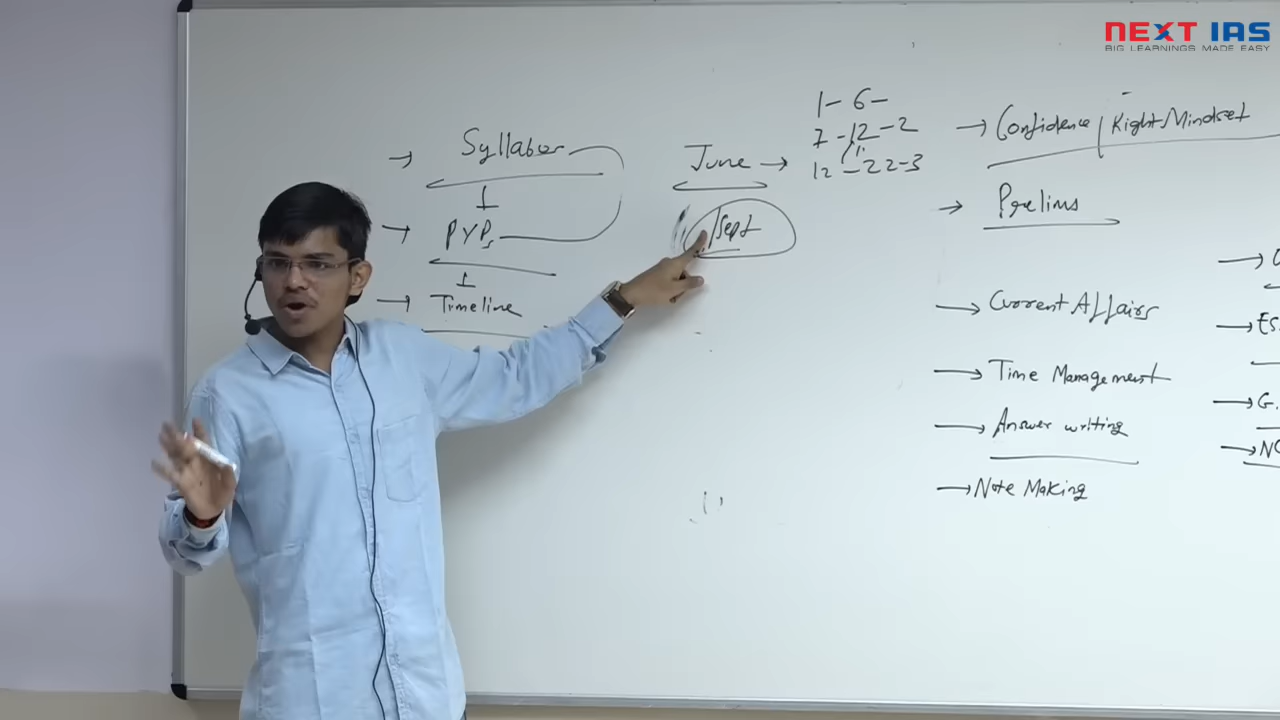 NEXT IAS
BIG LEARNINGS MADE EASY
→ Syllabus
→ PYPs
→ Timeline
June →
Sept
1- 6-
7 -12 -2
12 -22-3
→ Confidence / Right Mindset
→ Prelims
→ Current Affairs
→ Time Management
→ Answer writing
→ Note Making
→ G.